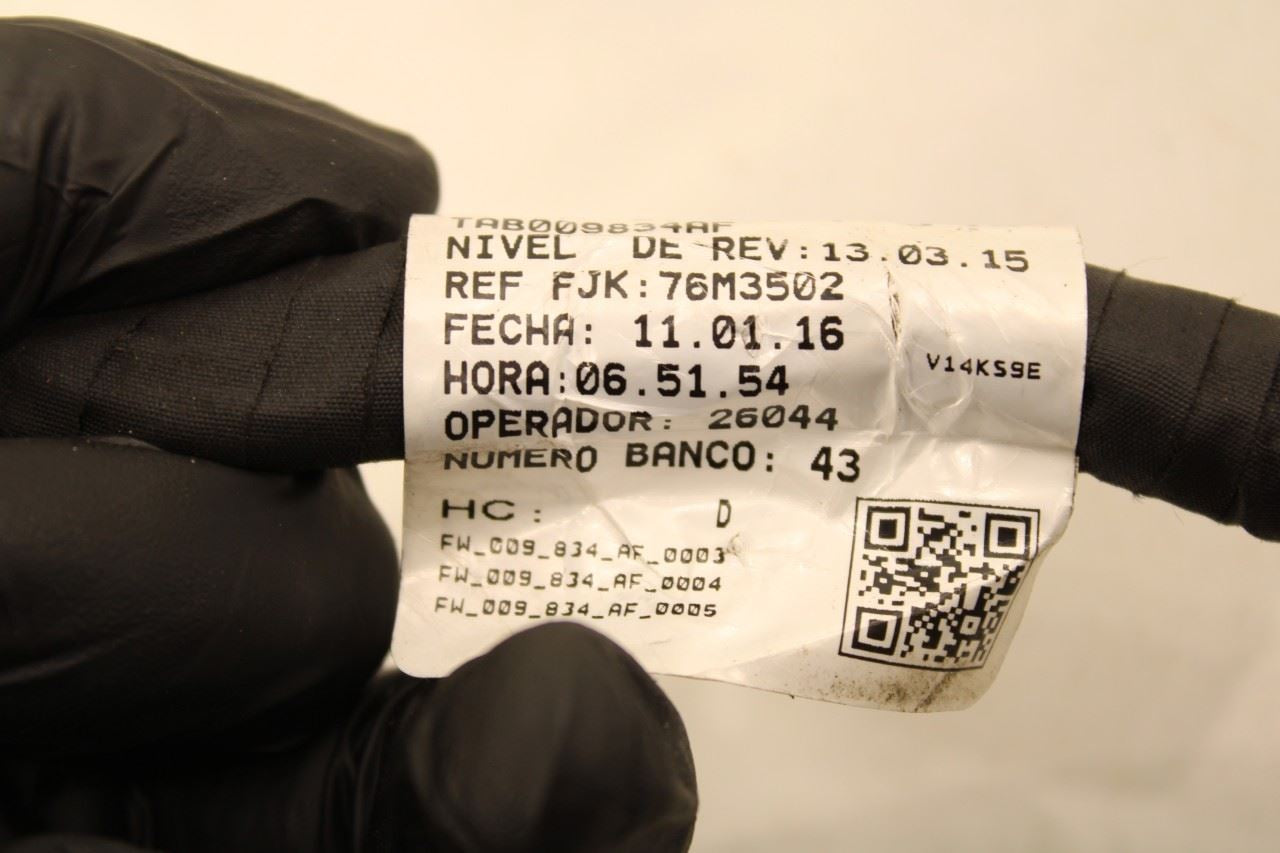 TAB009834AF
NIVEL DE REV:13.03.15
REF FJK:76M3502
FECHA: 11.01.16
HORA:06.51.54
V14KS9E
OPERADOR: 26044
NUMERO BANCO: 43
HC: D
FW_009_834_AF_0003
FW_009_834_AF_0004
FW_009_834_AF_0005